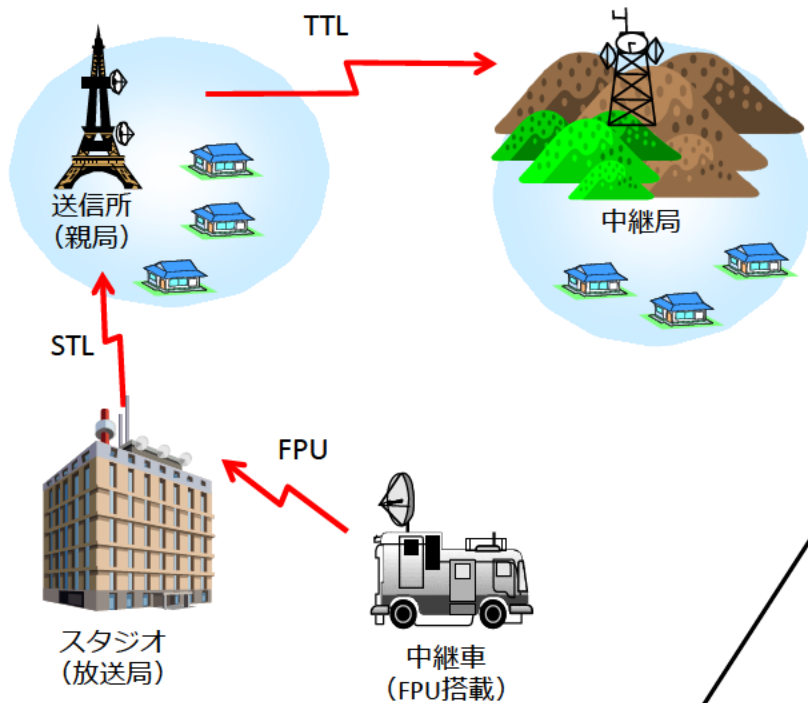 TTL
送信所
（親局）
中継局
STL
FPU
スタジオ
（放送局）
中継車
（FPU搭載）